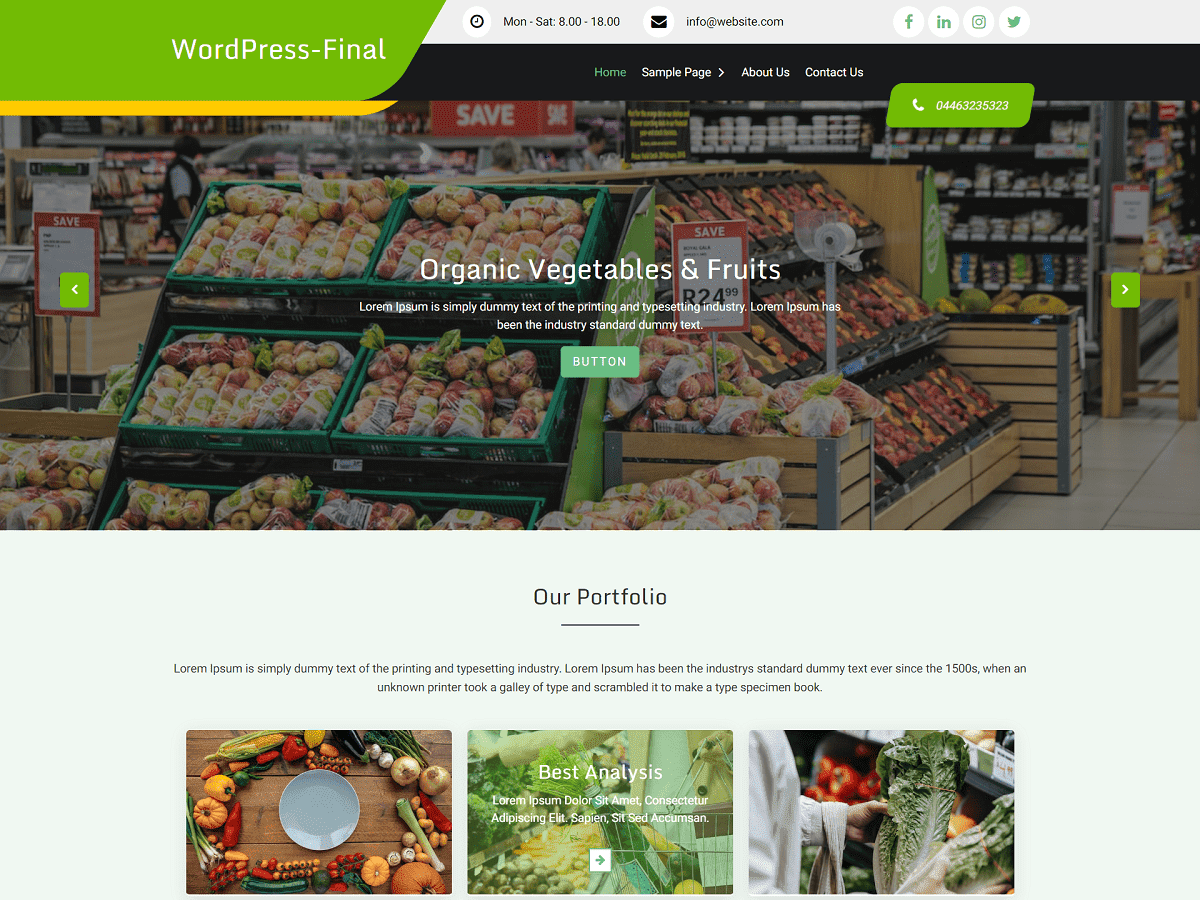 Mon - Sat: 8.00 - 18.00
info@website.com
WordPress-Final
Home
Sample Page
About Us
Contact Us
04463235323
SAVE
SAVE
SAVE
Organic Vegetables & Fruits
R24 99
Lorem Ipsum is simply dummy text of the printing and typesetting industry. Lorem Ipsum has
been the industry standard dummy text.
BUTTON
Our Portfolio
Lorem Ipsum is simply dummy text of the printing and typesetting industry. Lorem Ipsum has been the industrys standard dummy text ever since the 1500s, when an
unknown printer took a galley of type and scrambled it to make a type specimen book.
Best Analysis
Lorem Ipsum Dolor Sit Amet, Consectetur
Adipiscing Elit. Sapien, Sit Sed Accumsan.